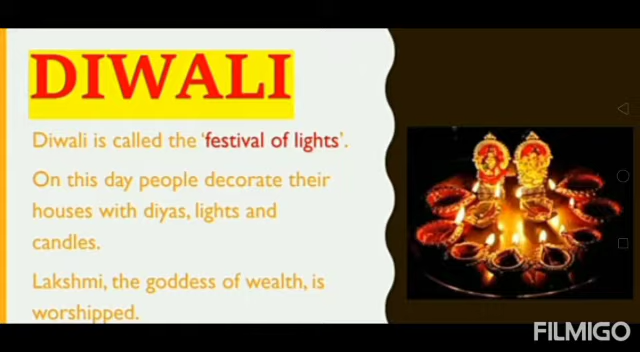 DIWALI
Diwali is called the ‘festival of lights’.
On this day people decorate their
houses with diyas, lights and
candles.
Lakshmi, the goddess of wealth, is
worshipped.
FILMIGO